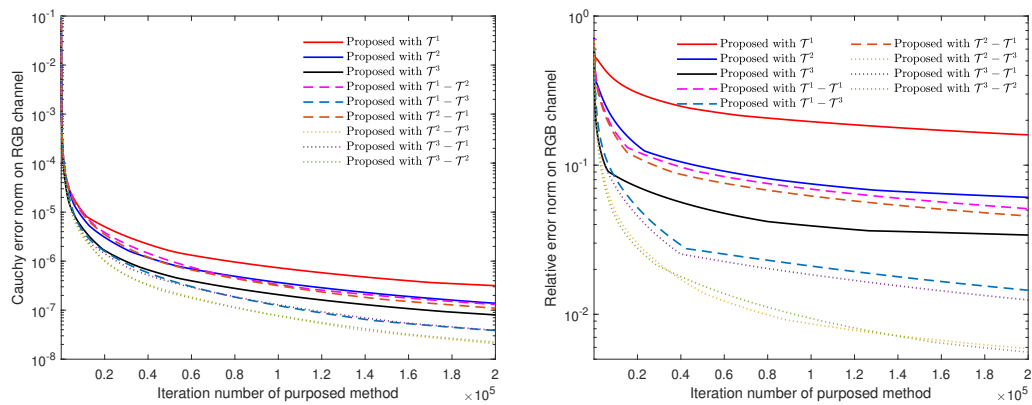 Cauchy error norm on RGB channel
10^-1
10^-2
10^-3
10^-4
10^-5
10^-6
10^-7
10^-8
Proposed with 𝒯^1
Proposed with 𝒯^2
Proposed with 𝒯^3
Proposed with 𝒯^1 − 𝒯^2
Proposed with 𝒯^1 − 𝒯^3
Proposed with 𝒯^2 − 𝒯^1
Proposed with 𝒯^2 − 𝒯^3
Proposed with 𝒯^3 − 𝒯^1
Proposed with 𝒯^3 − 𝒯^2
0.2 0.4 0.6 0.8 1 1.2 1.4 1.6 1.8 2
Iteration number of purposed method
×10^5
Relative error norm on RGB channel
10^0
10^-1
10^-2
Proposed with 𝒯^1
Proposed with 𝒯^2
Proposed with 𝒯^3
Proposed with 𝒯^1 − 𝒯^1
Proposed with 𝒯^1 − 𝒯^3
Proposed with 𝒯^2 − 𝒯^1
Proposed with 𝒯^2 − 𝒯^3
Proposed with 𝒯^3 − 𝒯^1
Proposed with 𝒯^3 − 𝒯^2
0.2 0.4 0.6 0.8 1 1.2 1.4 1.6 1.8 2
Iteration number of purposed method
×10^5